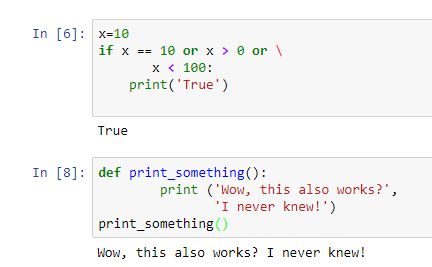 In [6]: x=10
if x == 10 or x > 0 or \
x < 100:
print('True')
True
In [8]: def print_something():
print ('Wow, this also works?',
'I never knew!')
print_something()
Wow, this also works? I never knew!